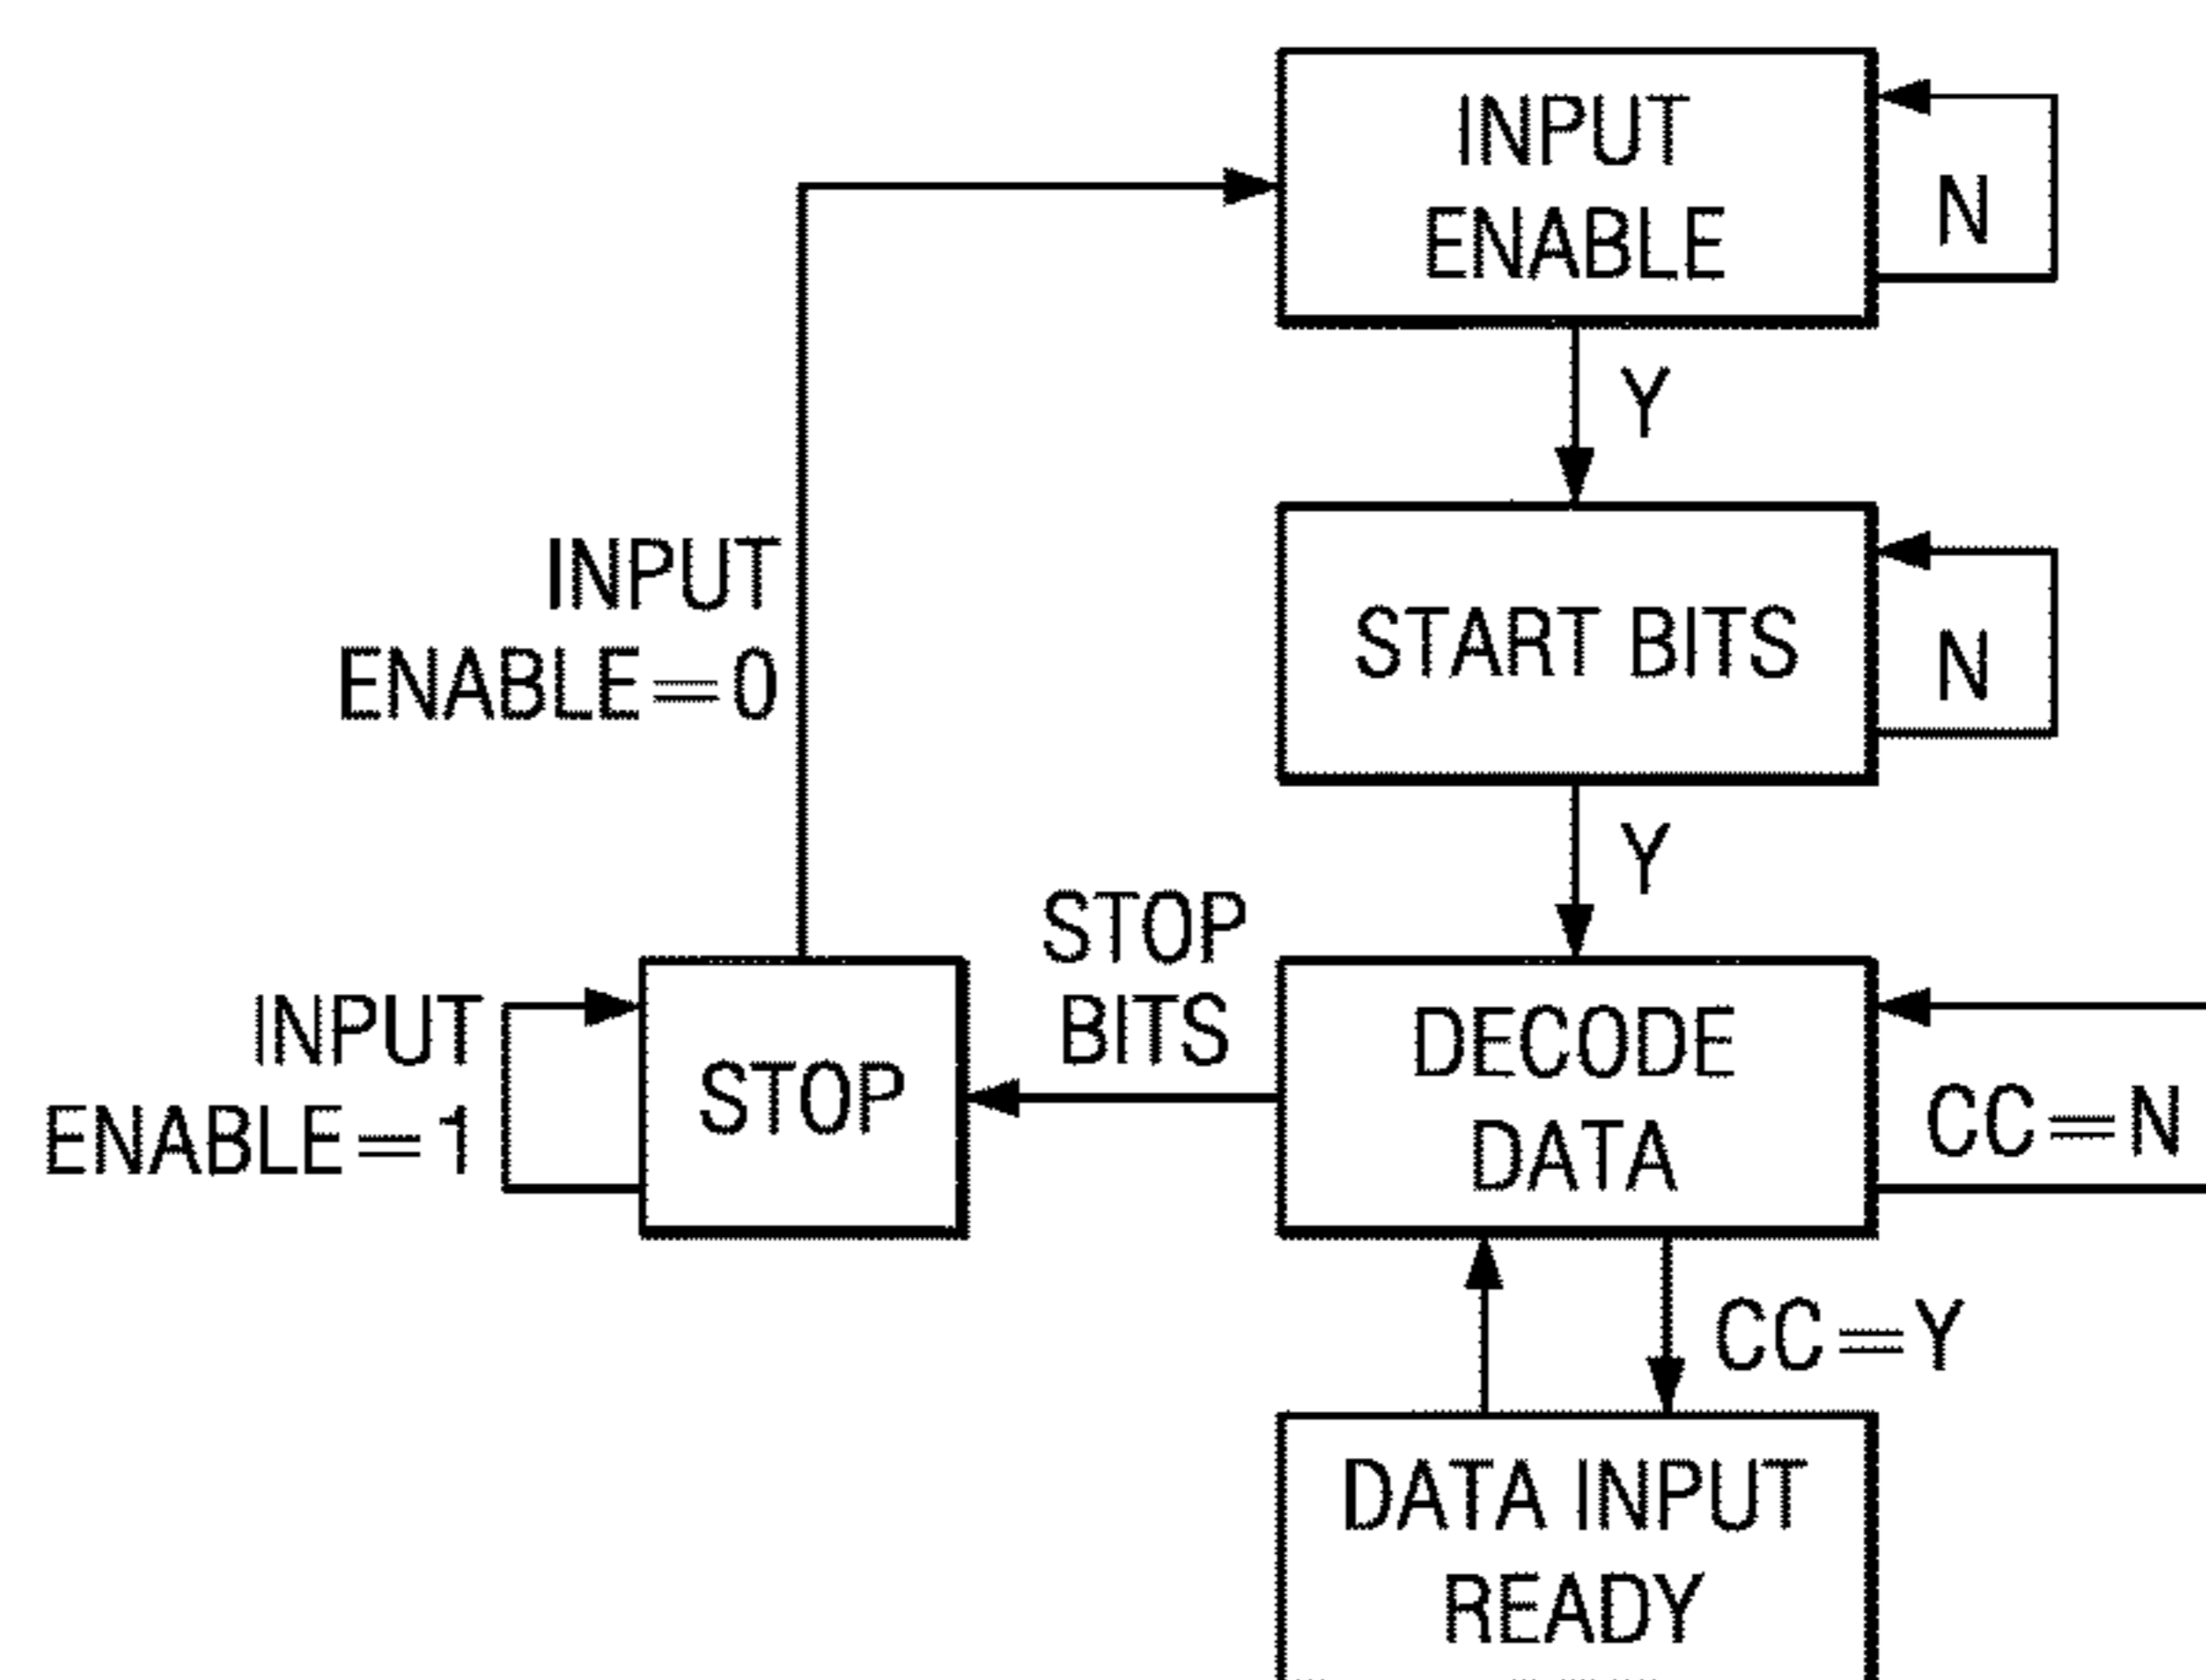 INPUT
ENABLE
N
Y
INPUT
ENABLE=0
START BITS
N
Y
STOP
BITS
INPUT
ENABLE=1
STOP
DECODE
DATA
CC=N
CC=Y
DATA INPUT
READY